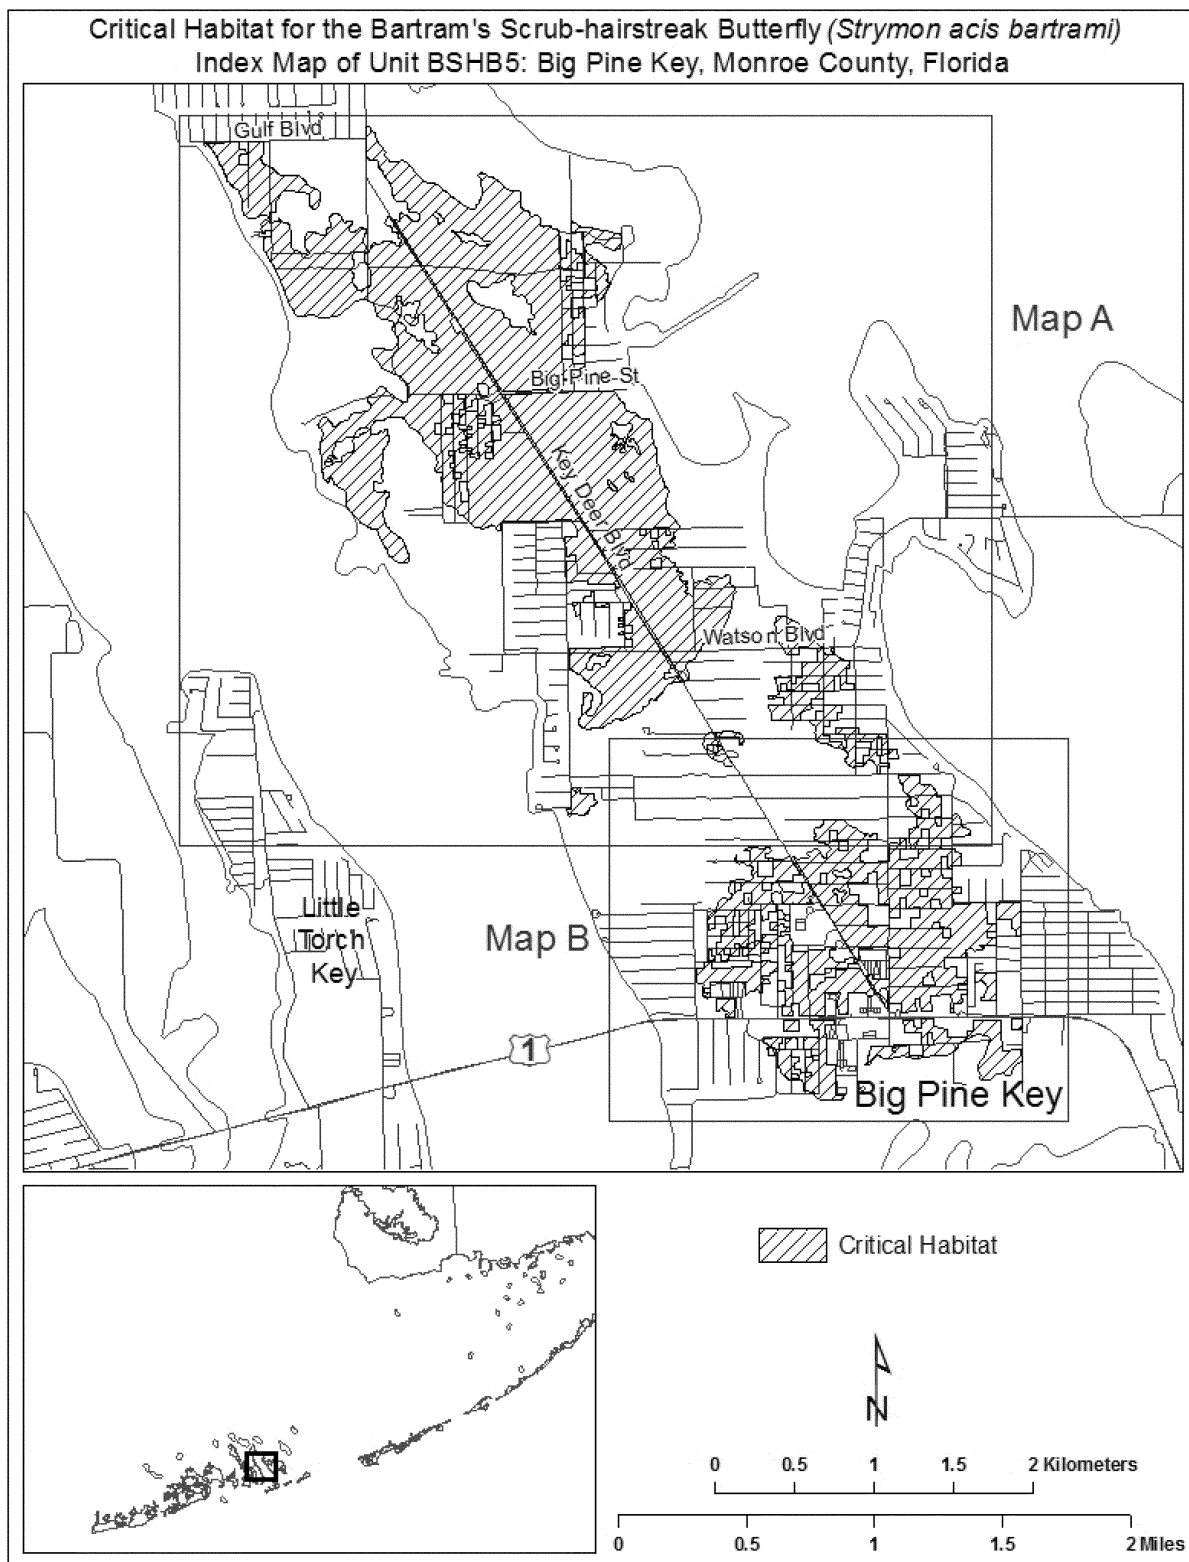 Critical Habitat for the Bartram's Scrub-hairstreak Butterfly (Strymon acis bartrami)
Index Map of Unit BSHB5: Big Pine Key, Monroe County, Florida
Gulf Blvd
Map A
Big Pine St
Key Deer Blvd
Watson Blvd
Little
Torch
Key
Map B
1
Big Pine Key
Critical Habitat
N
0 0.5 1 1.5 2 Kilometers
0 0.5 1 1.5 2 Miles